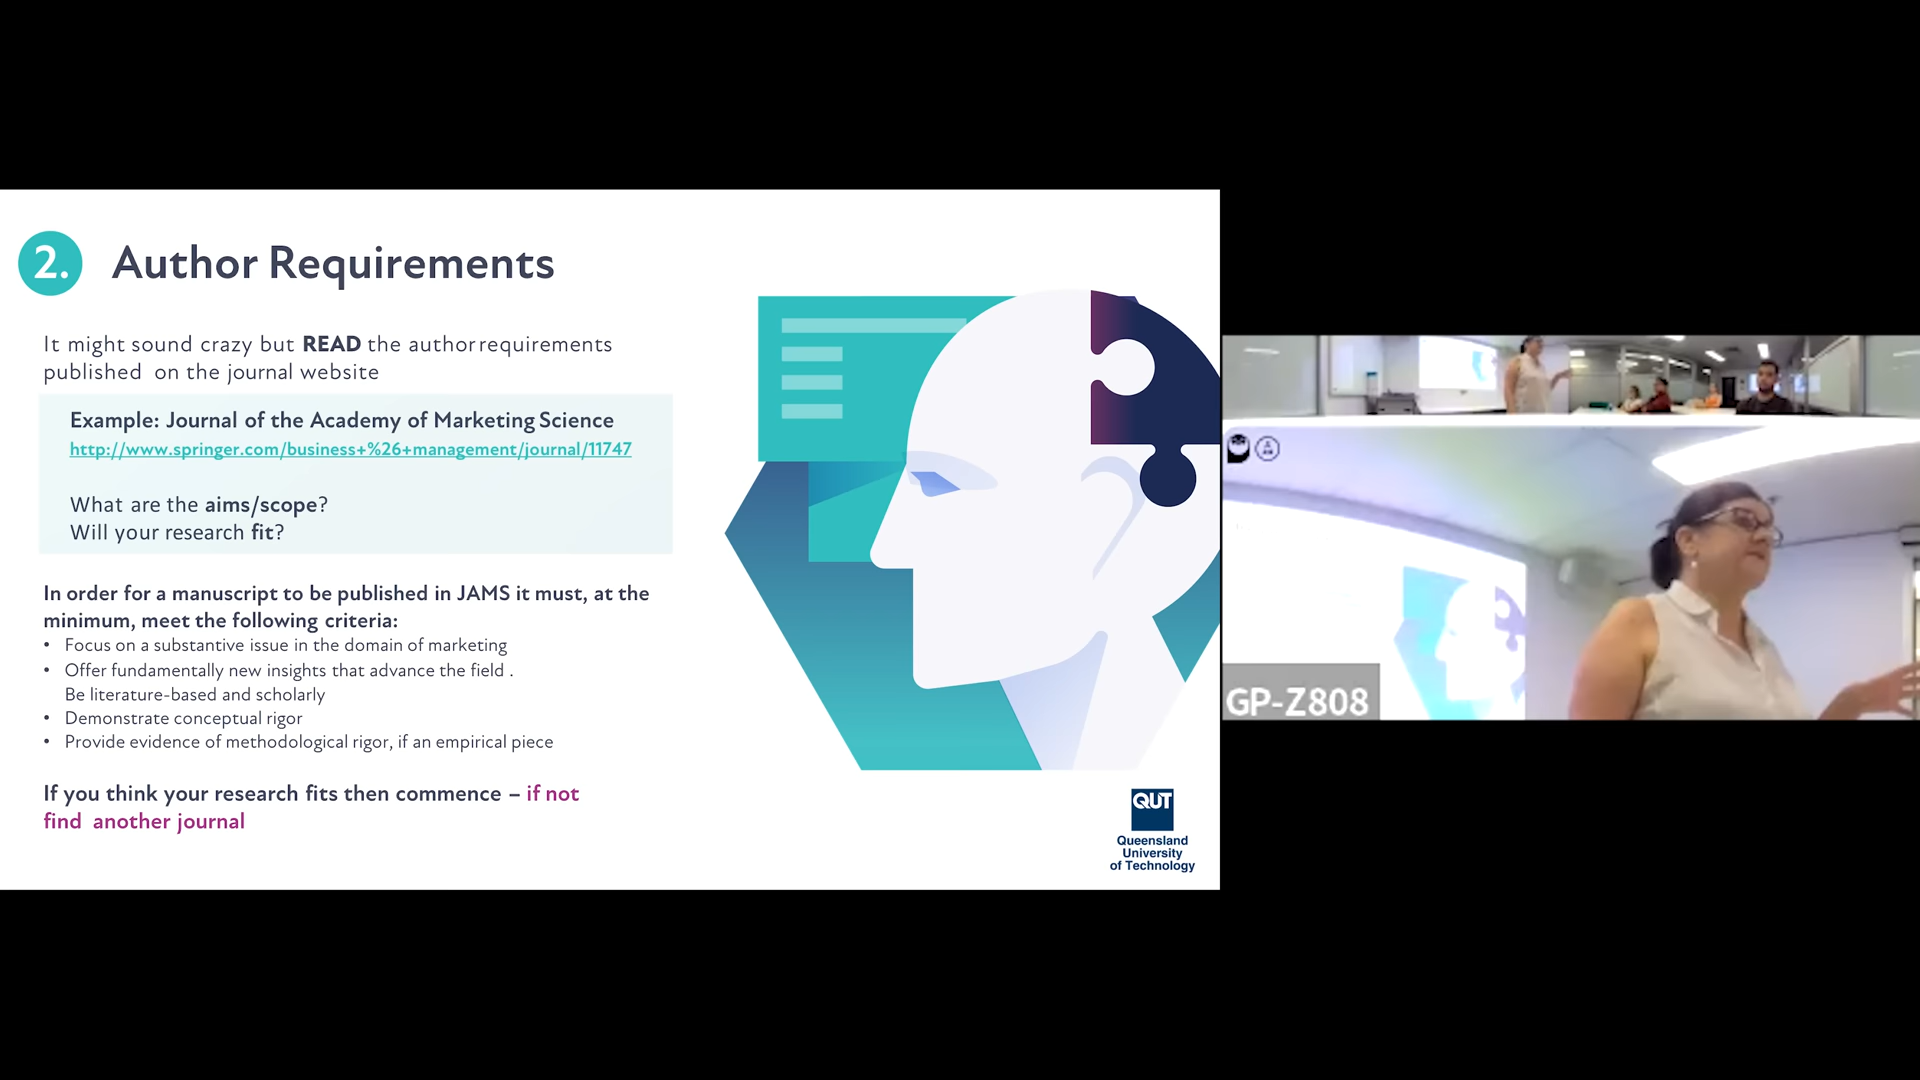 2. Author Requirements
It might sound crazy but READ the author requirements
published on the journal website
Example: Journal of the Academy of Marketing Science
http://www.springer.com/business+%26+management/journal/11747
What are the aims/scope?
Will your research fit?
In order for a manuscript to be published in JAMS it must, at the
minimum, meet the following criteria:
• Focus on a substantive issue in the domain of marketing
• Offer fundamentally new insights that advance the field .
Be literature-based and scholarly
• Demonstrate conceptual rigor
• Provide evidence of methodological rigor, if an empirical piece
If you think your research fits then commence – if not
find another journal
QUT
Queensland
University
of Technology
GP-Z808